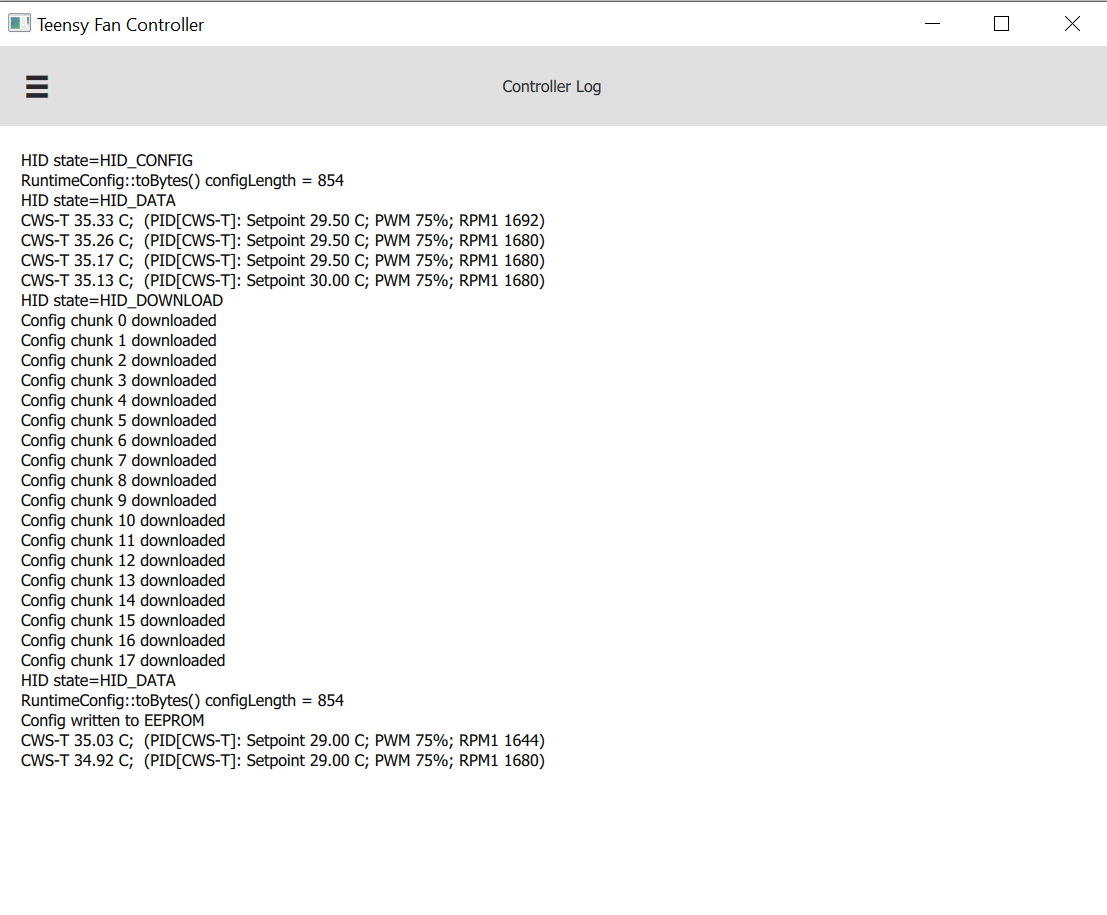 Teensy Fan Controller
Controller Log
HID state=HID_CONFIG
RuntimeConfig::toBytes() configLength = 854
HID state=HID_DATA
CWS-T 35.33 C;  (PID[CWS-T]: Setpoint 29.50 C; PWM 75%; RPM1 1692)
CWS-T 35.26 C;  (PID[CWS-T]: Setpoint 29.50 C; PWM 75%; RPM1 1680)
CWS-T 35.17 C;  (PID[CWS-T]: Setpoint 29.50 C; PWM 75%; RPM1 1680)
CWS-T 35.13 C;  (PID[CWS-T]: Setpoint 30.00 C; PWM 75%; RPM1 1680)
HID state=HID_DOWNLOAD
Config chunk 0 downloaded
Config chunk 1 downloaded
Config chunk 2 downloaded
Config chunk 3 downloaded
Config chunk 4 downloaded
Config chunk 5 downloaded
Config chunk 6 downloaded
Config chunk 7 downloaded
Config chunk 8 downloaded
Config chunk 9 downloaded
Config chunk 10 downloaded
Config chunk 11 downloaded
Config chunk 12 downloaded
Config chunk 13 downloaded
Config chunk 14 downloaded
Config chunk 15 downloaded
Config chunk 16 downloaded
Config chunk 17 downloaded
HID state=HID_DATA
RuntimeConfig::toBytes() configLength = 854
Config written to EEPROM
CWS-T 35.03 C;  (PID[CWS-T]: Setpoint 29.00 C; PWM 75%; RPM1 1644)
CWS-T 34.92 C;  (PID[CWS-T]: Setpoint 29.00 C; PWM 75%; RPM1 1680)